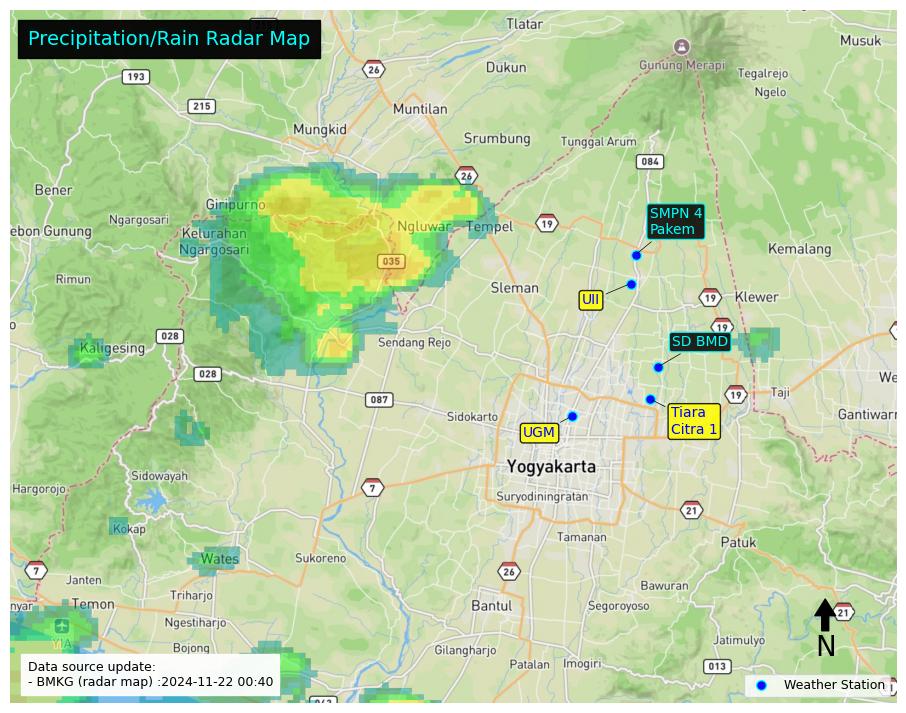 Precipitation/Rain Radar Map
Tlatar
Musuk
26
Dukun
Gunung Merapi
Tegalrejo
193
Ngelo
215
Muntilan
Mungkid
Srumbung
Tunggal Arum
084
26
Bener
Giripurno
SMPN 4
Pakem
Ngargosari
ebon Gunung
Kelurahan
Ngargosari
Ngluwar
Tempel
19
Kemalang
035
Rimun
Sleman
UII
19
Klewer
19
028
Kaligesing
Sendang Rejo
SD BMD
028
087
19
Taji
We
Sidokarto
Tiara
Citra 1
Gantiwarn
UGM
Yogyakarta
Sidowayah
Hargorojo
7
Suryodiningratan
21
Kokap
Tamanan
Patuk
Wates
Sukoreno
7
26
Janten
Bawuran
Triharjo
nyar
Temon
Bantul
Segoroyoso
21
Ngestiharjo
YIA
Jatimulyo
N
Bojong
Gilangharjo
Patalan
Imogiri
013
Data source update:
- BMKG (radar map) :2024-11-22 00:40
Weather Station